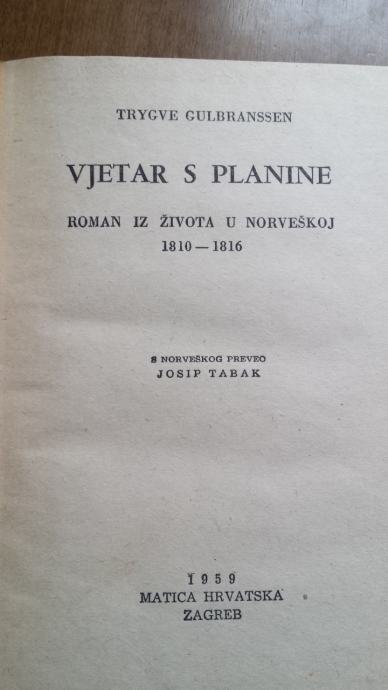 TRYGVE GULBRANSSEN
VJETAR S PLANINE
ROMAN IZ ŽIVOTA U NORVEŠKOJ
1810 — 1816
S NORVEŠKOG PREVEO
JOSIP TABAK
1959
MATICA HRVATSKA
ZAGREB